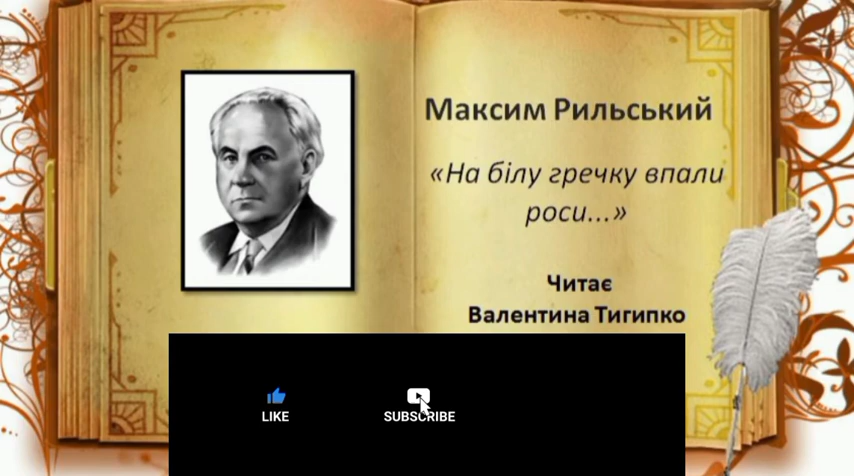 Максим Рильський
«На білу гречку впали
роси...»
Читає
Валентина Тигипко
LIKE
SUBSCRIBE